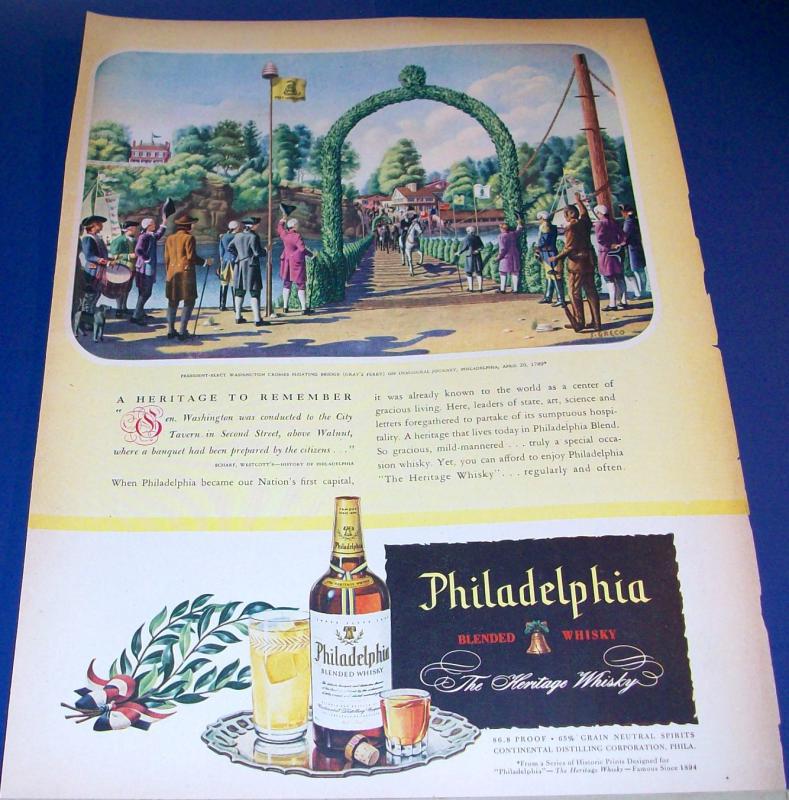 S. GRECO
PRESIDENT-ELECT WASHINGTON CROSSES FLOATING BRIDGE (GRAY'S FERRY) ON INAUGURAL JOURNEY, PHILADELPHIA, APRIL 20, 1789*
A HERITAGE TO REMEMBER
"Gen. Washington was conducted to the City
Tavern in Second Street, above Walnut,
where a banquet had been prepared by the citizens . . ."
SCHARF, WESTCOTT'S—HISTORY OF PHILADELPHIA
When Philadelphia became our Nation's first capital,
it was already known to the world as a center of
gracious living. Here, leaders of state, art, science and
letters foregathered to partake of its sumptuous hospi-
tality. A heritage that lives today in Philadelphia Blend.
So gracious, mild-mannered . . . truly a special occa-
sion whisky. Yet, you can afford to enjoy Philadelphia
"The Heritage Whisky" . . . regularly and often.
Philadelphia
Philadelphia
BLENDED WHISKY
Philadelphia
BLENDED WHISKY
The Heritage Whisky
86.8 PROOF • 65% GRAIN NEUTRAL SPIRITS
CONTINENTAL DISTILLING CORPORATION, PHILA.
*From a Series of Historic Prints Designed for
"Philadelphia"—The Heritage Whisky—Famous Since 1894